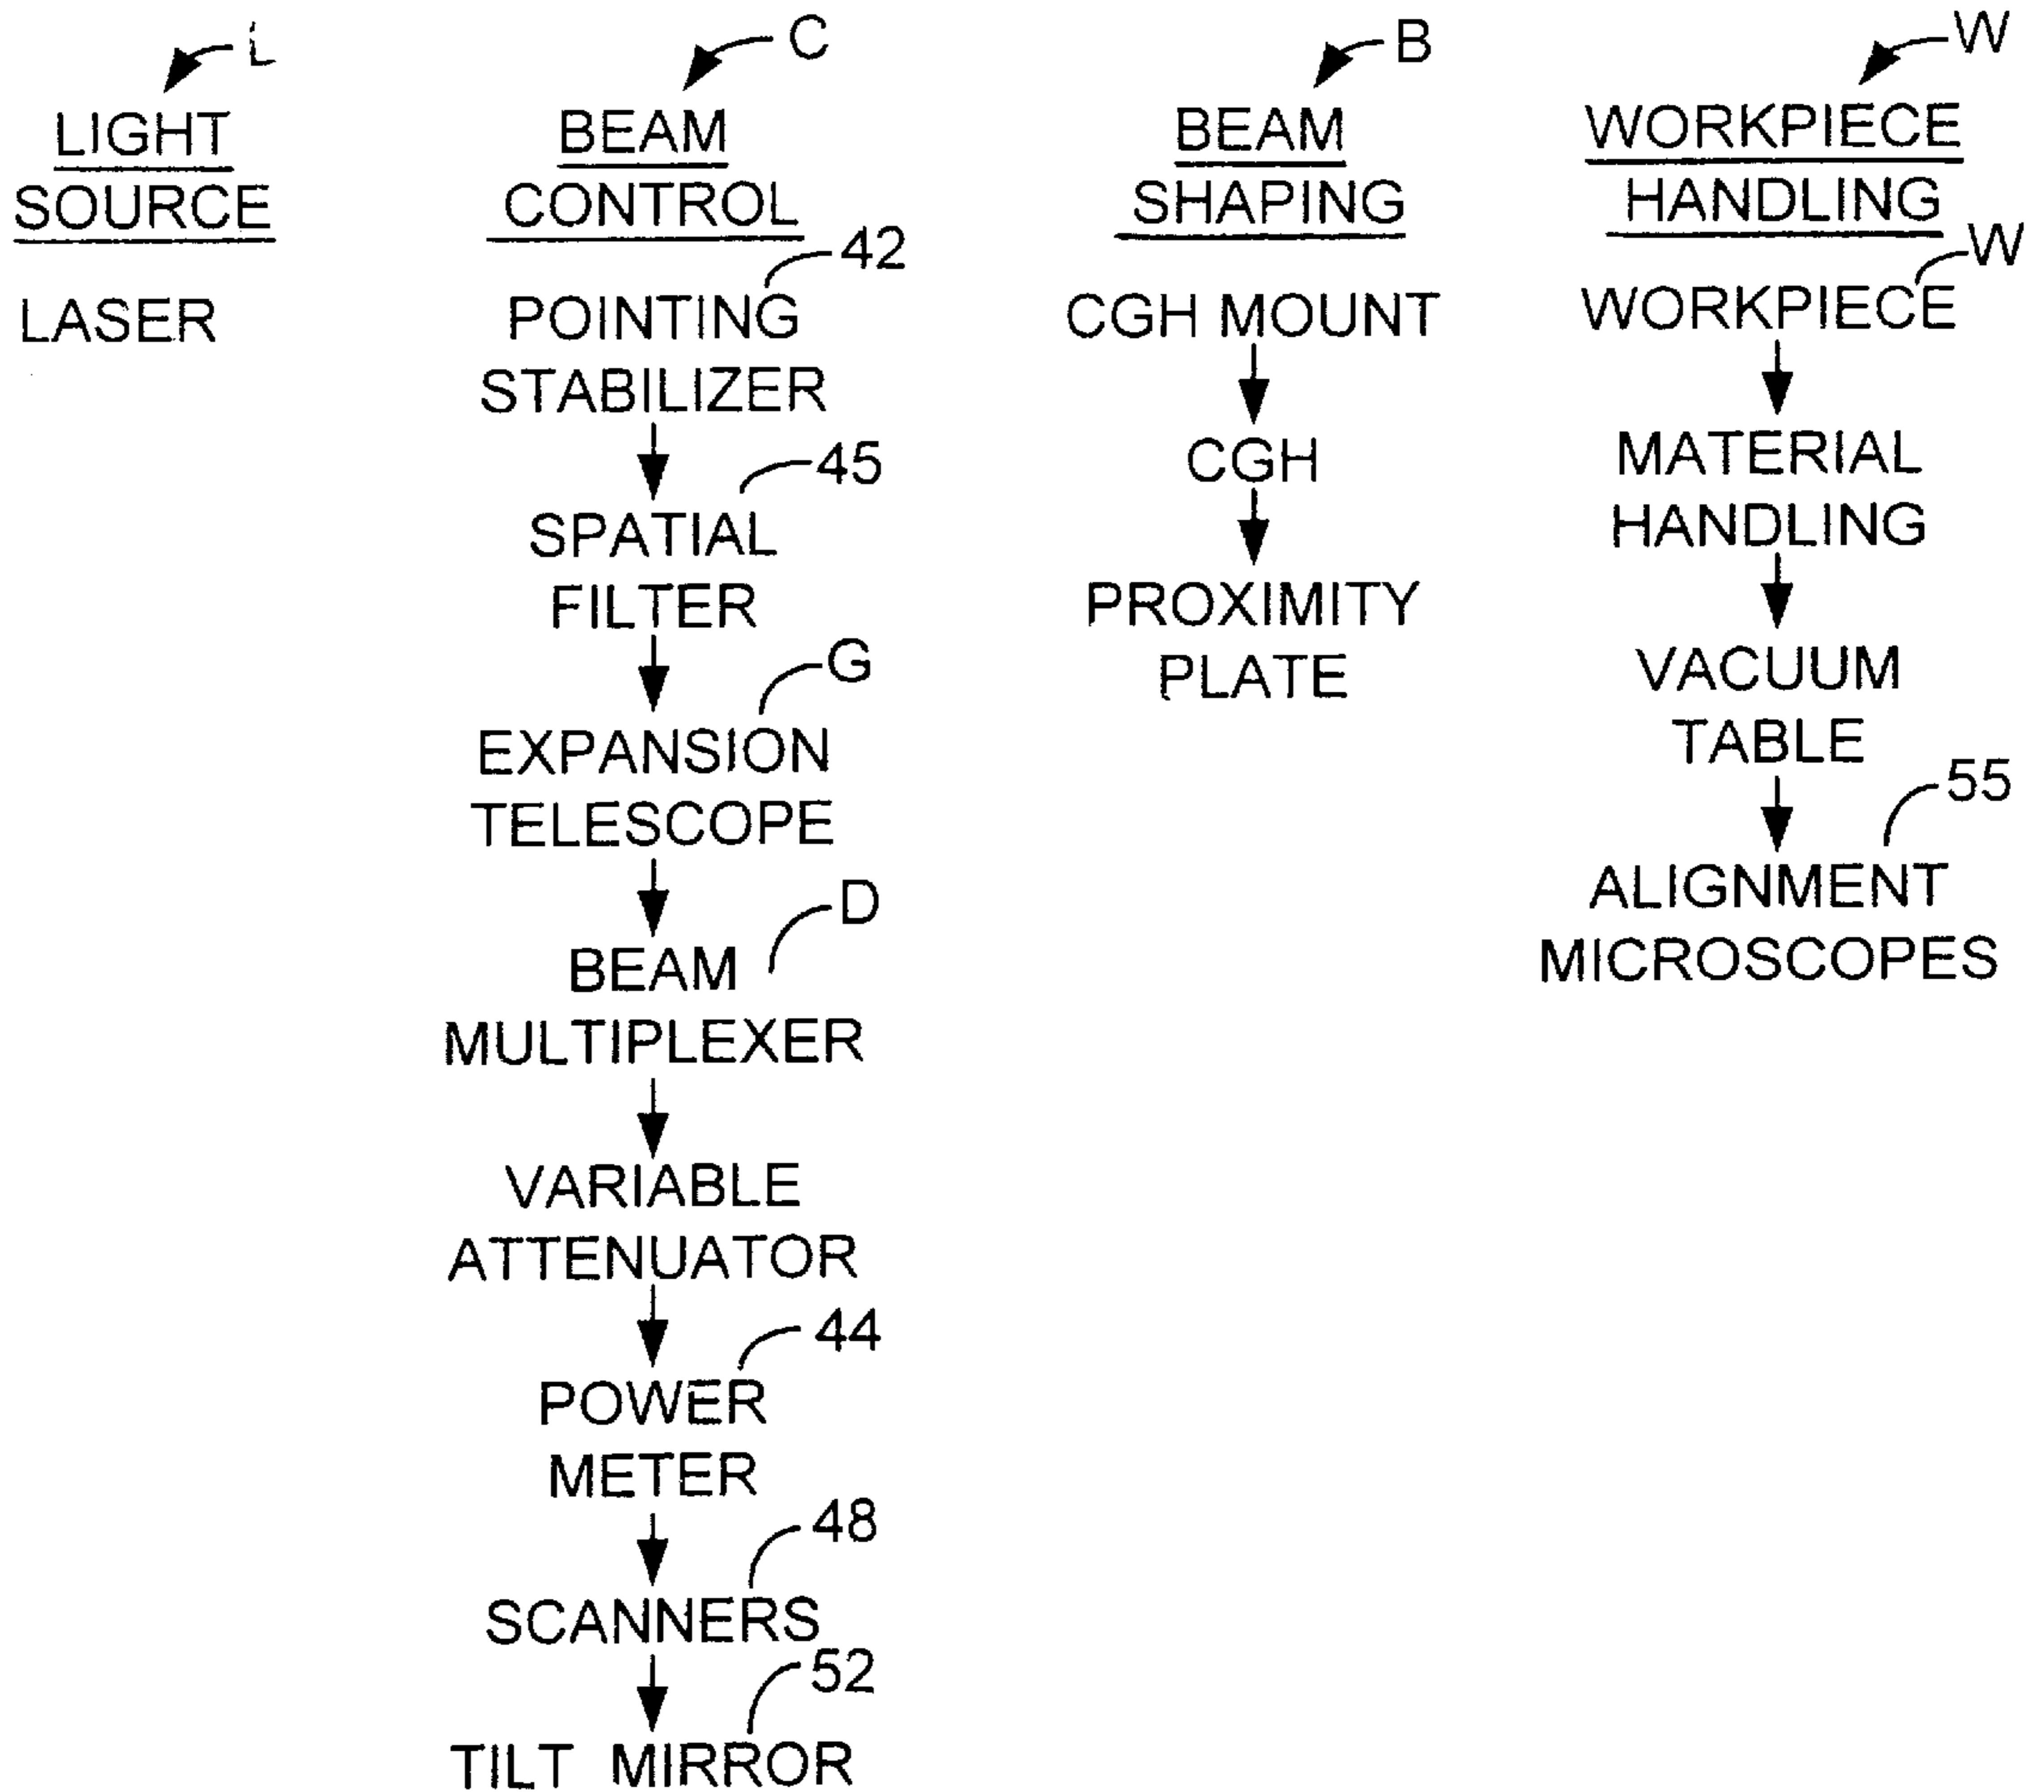 L
LIGHT
SOURCE
LASER
C
BEAM
CONTROL
42
POINTING
STABILIZER
45
SPATIAL
FILTER
G
EXPANSION
TELESCOPE
D
BEAM
MULTIPLEXER
VARIABLE
ATTENUATOR
44
POWER
METER
48
SCANNERS
52
TILT MIRROR
B
BEAM
SHAPING
CGH MOUNT
CGH
PROXIMITY
PLATE
W
WORKPIECE
HANDLING
W
WORKPIECE
MATERIAL
HANDLING
VACUUM
TABLE
55
ALIGNMENT
MICROSCOPES